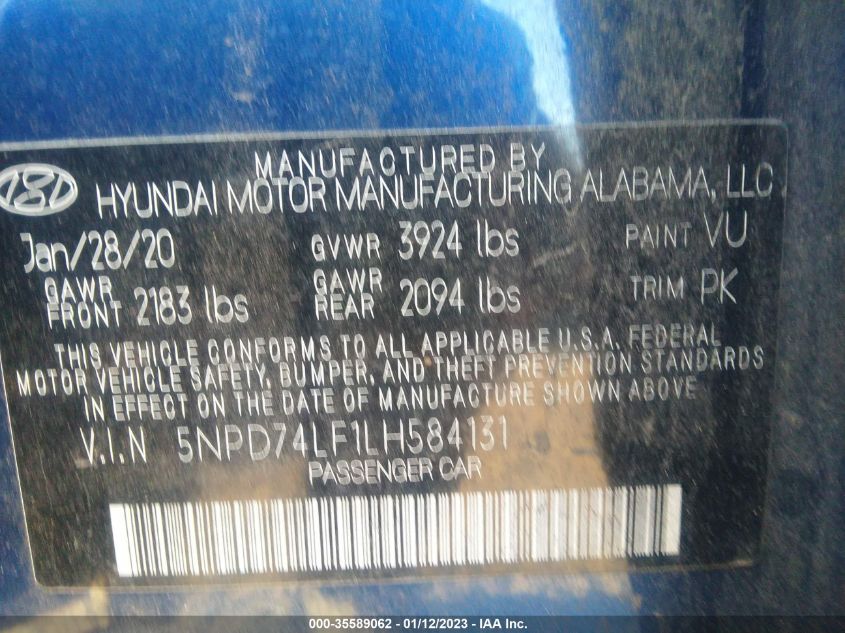 MANUFACTURED BY
HYUNDAI MOTOR MANUFACTURING ALABAMA, LLC
Jan/28/20 GVWR 3924 lbs PAINT VU
GAWR FRONT 2183 lbs GAWR REAR 2094 lbs TRIM PK
THIS VEHICLE CONFORMS TO ALL APPLICABLE U.S.A. FEDERAL
MOTOR VEHICLE SAFETY, BUMPER, AND THEFT PREVENTION STANDARDS
IN EFFECT ON THE DATE OF MANUFACTURE SHOWN ABOVE
V.I.N 5NPD74LF1LH584131
PASSENGER CAR
000-35589062 - 01/12/2023 - IAA Inc.